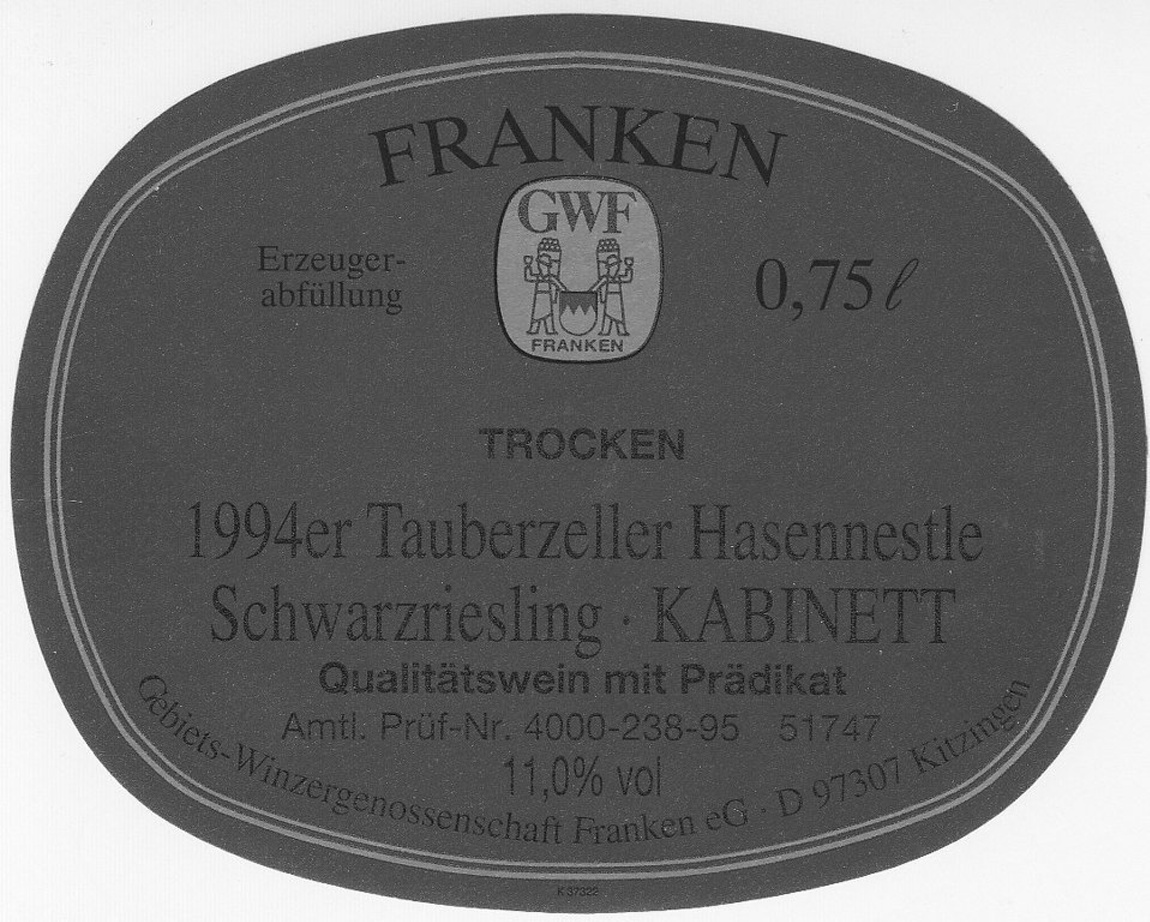 FRANKEN
GWF
FRANKEN
Erzeuger-
abfüllung
0,75 ℓ
TROCKEN
1994er Tauberzeller Hasennestle
Schwarzriesling · KABINETT
Qualitätswein mit Prädikat
Amtl. Prüf-Nr. 4000-238-95 51747
11,0% vol
Gebiets-Winzergenossenschaft Franken eG · D 97307 Kitzingen
K 37322